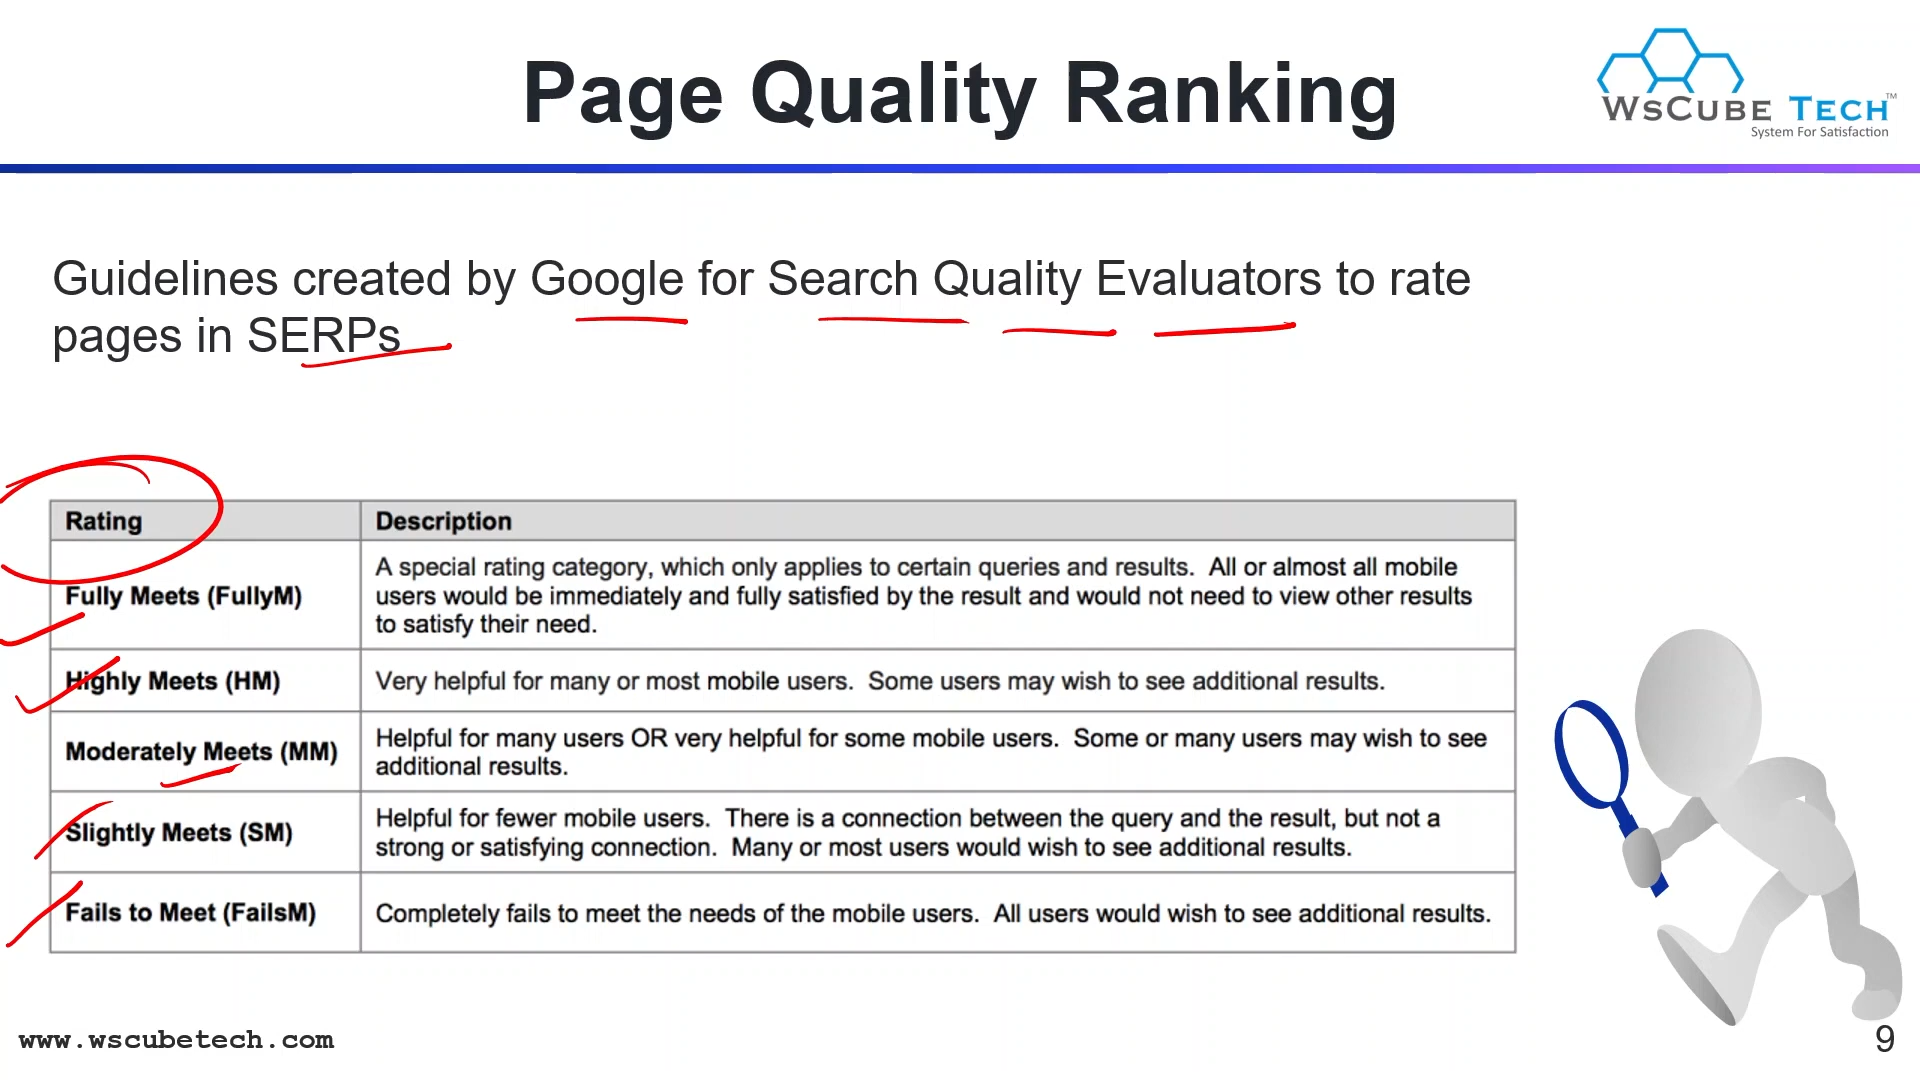 Page Quality Ranking
WSCUBE TECH™
System For Satisfaction
Guidelines created by Google for Search Quality Evaluators to rate
pages in SERPs
Rating
Description
Fully Meets (FullyM)
A special rating category, which only applies to certain queries and results.  All or almost all mobile
users would be immediately and fully satisfied by the result and would not need to view other results
to satisfy their need.
Highly Meets (HM)
Very helpful for many or most mobile users.  Some users may wish to see additional results.
Moderately Meets (MM)
Helpful for many users OR very helpful for some mobile users.  Some or many users may wish to see
additional results.
Slightly Meets (SM)
Helpful for fewer mobile users.  There is a connection between the query and the result, but not a
strong or satisfying connection.  Many or most users would wish to see additional results.
Fails to Meet (FailsM)
Completely fails to meet the needs of the mobile users.  All users would wish to see additional results.
www.wscubetech.com
9